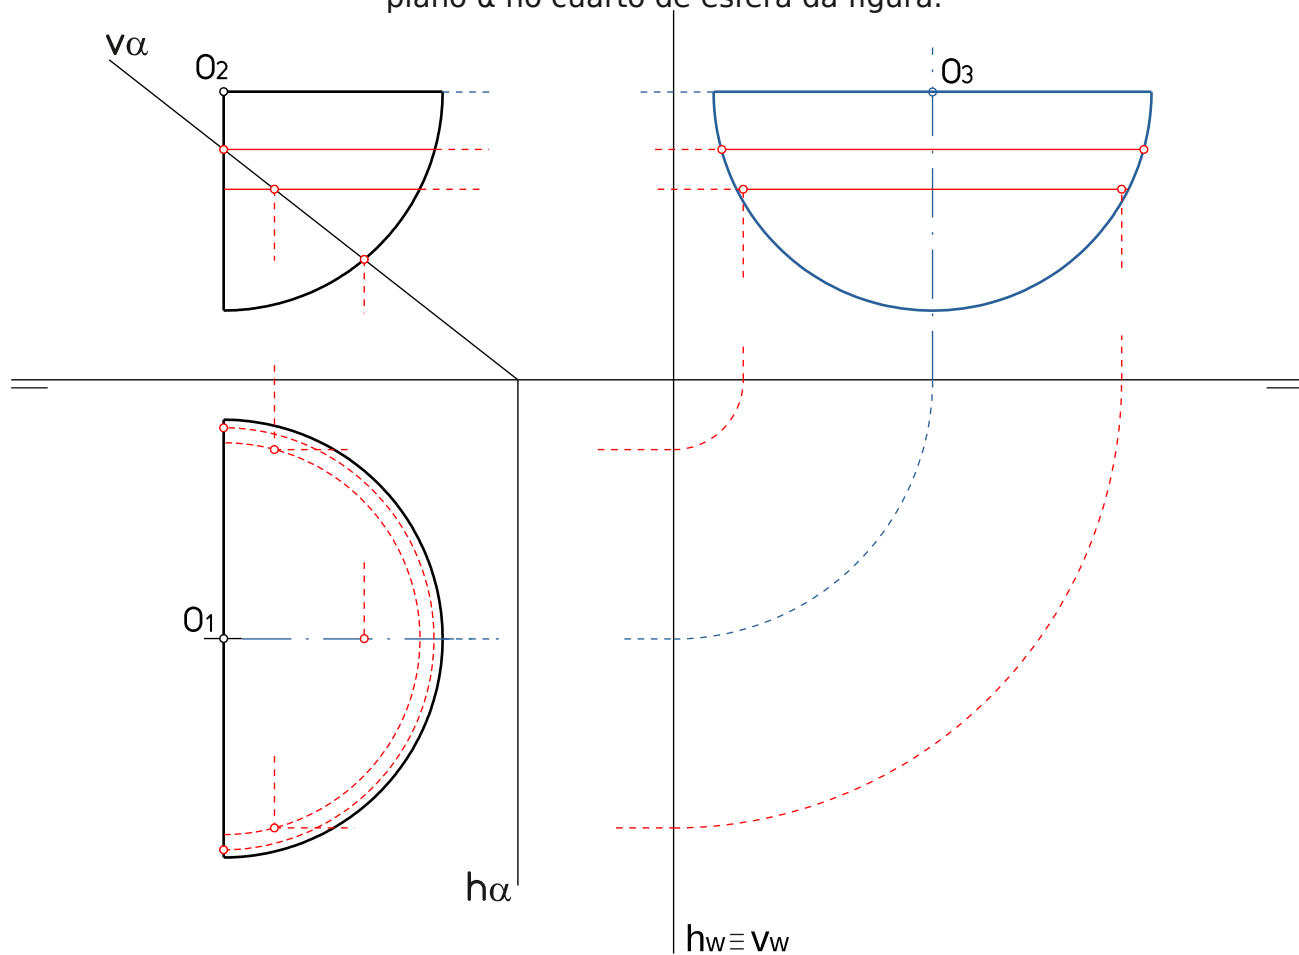 plano α no cuarto de esfera da figura.
vα
O2
O3
O1
hα
hw≡vw